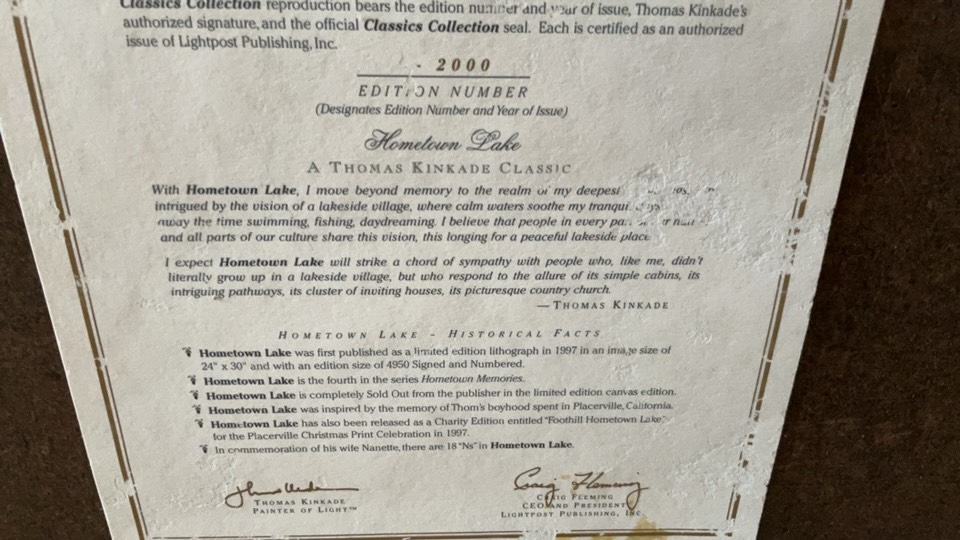 Classics Collection reproduction bears the edition number and year of issue, Thomas Kinkade's
authorized signature, and the official Classics Collection seal. Each is certified as an authorized
issue of Lightpost Publishing, Inc.
- 2000
EDITION NUMBER
(Designates Edition Number and Year of Issue)
Hometown Lake
A THOMAS KINKADE CLASSIC
With Hometown Lake, I move beyond memory to the realm of my deepest
intrigued by the vision of a lakeside village, where calm waters soothe my
away the time swimming, fishing, daydreaming. I believe that people in every
and all parts of our culture share this vision, this longing for a peaceful lakeside place
I expect Hometown Lake will strike a chord of sympathy with people who, like me, didn't
literally grow up in a lakeside village, but who respond to the allure of its simple cabins, its
intriguing pathways, its cluster of inviting houses, its picturesque country church.
— THOMAS KINKADE
HOMETOWN LAKE – HISTORICAL FACTS
Hometown Lake was first published as a limited edition lithograph in 1997 in an image size of
24" x 30" and with an edition size of 4950 Signed and Numbered.
Hometown Lake is the fourth in the series Hometown Memories.
Hometown Lake is completely Sold Out from the publisher in the limited edition canvas edition.
Hometown Lake was inspired by the memory of Thom's boyhood spent in Placerville, California.
Hometown Lake has also been released as a Charity Edition entitled "Foothill Hometown Lake"
for the Placerville Christmas Print Celebration in 1997.
In commemoration of his wife Nanette, there are 18 "Ns" in Hometown Lake.
Craig Fleming
THOMAS KINKADE
CRAIG FLEMING
PAINTER OF LIGHT™
CEO AND PRESIDENT
LIGHTPOST PUBLISHING, INC